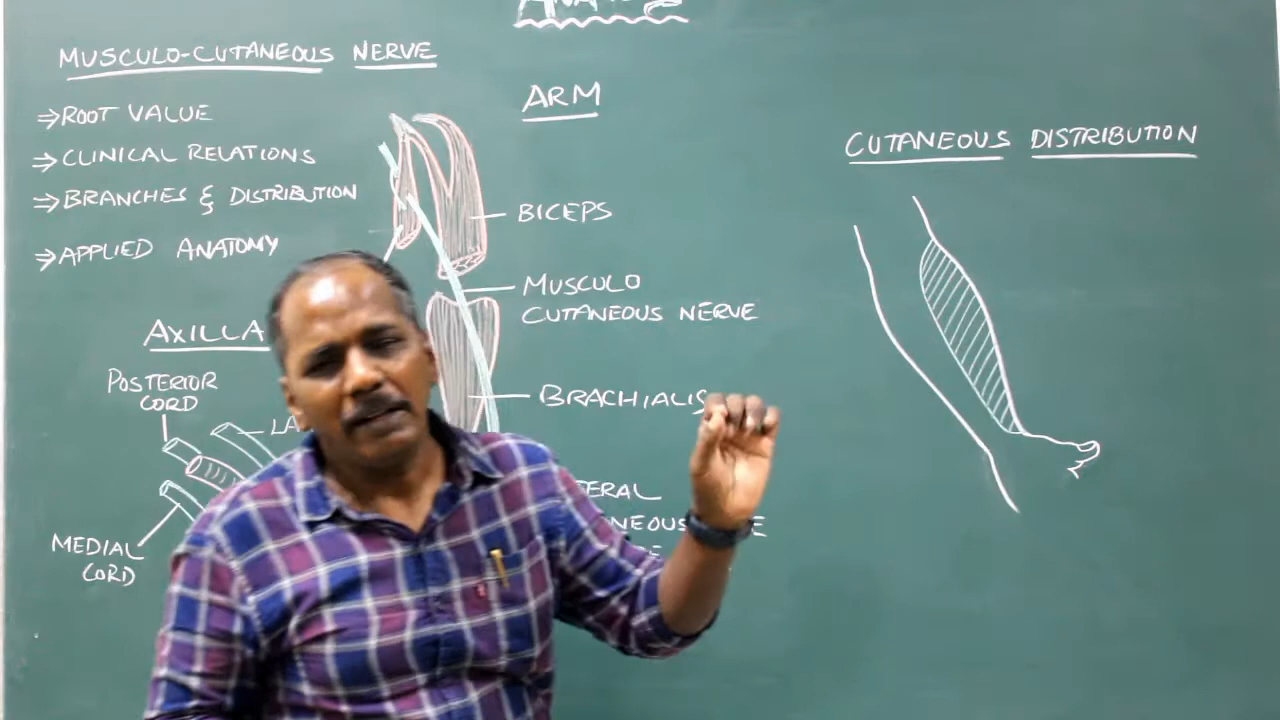 MUSCULO-CUTANEOUS NERVE
⇒ROOT VALUE
⇒CLINICAL RELATIONS
⇒BRANCHES & DISTRIBUTION
⇒APPLIED ANATOMY
ARM
BICEPS
MUSCULO
CUTANEOUS NERVE
BRACHIALIS
AXILLA
POSTERIOR
CORD
MEDIAL
CORD
CUTANEOUS DISTRIBUTION